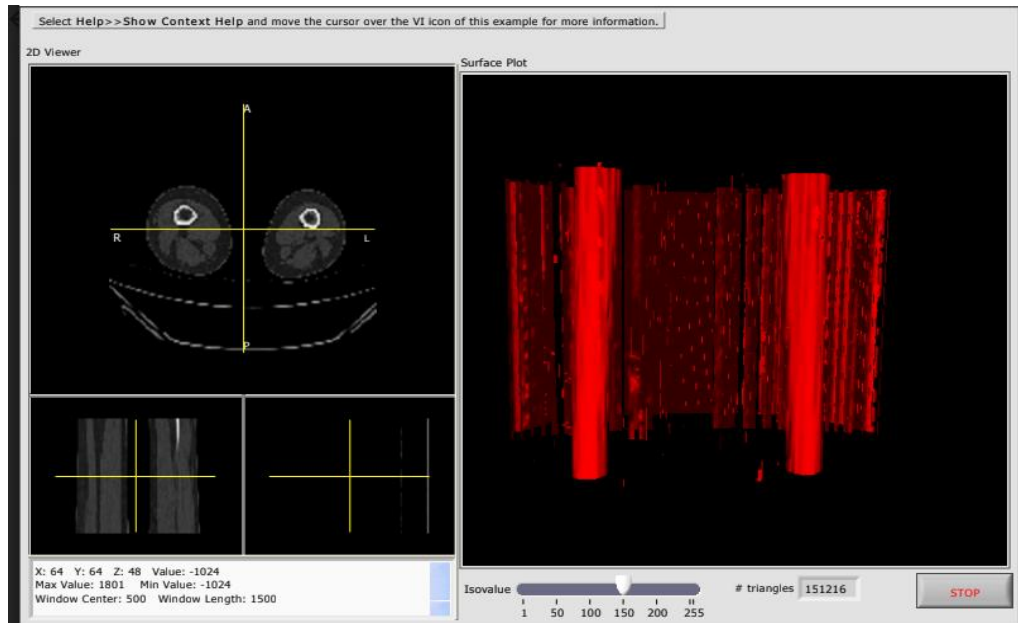 Select Help>>Show Context Help and move the cursor over the VI icon of this example for more information.
2D Viewer
A
R
L
P
X: 64 Y: 64 Z: 48 Value: -1024
Max Value: 1801 Min Value: -1024
Window Center: 500 Window Length: 1500
Surface Plot
Isovalue
1 50 100 150 200 255
# triangles 151216
STOP